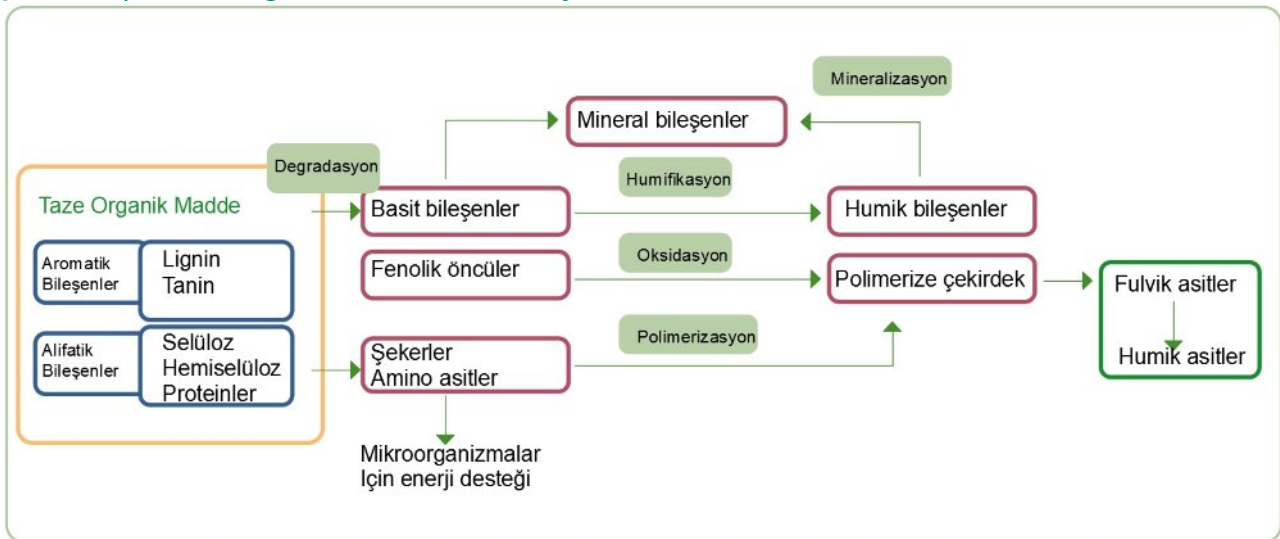 Mineralizasyon
Mineral bileşenler
Degradasyon
Humifikasyon
Taze Organik Madde
Basit bileşenler
Humik bileşenler
Aromatik
Bileşenler
Lignin
Tanin
Fenolik öncüler
Oksidasyon
Polimerize çekirdek
Fulvik asitler
Humik asitler
Alifatik
Bileşenler
Selüloz
Hemiselüloz
Proteinler
Şekerler
Amino asitler
Polimerizasyon
Mikroorganizmalar
Için enerji desteği